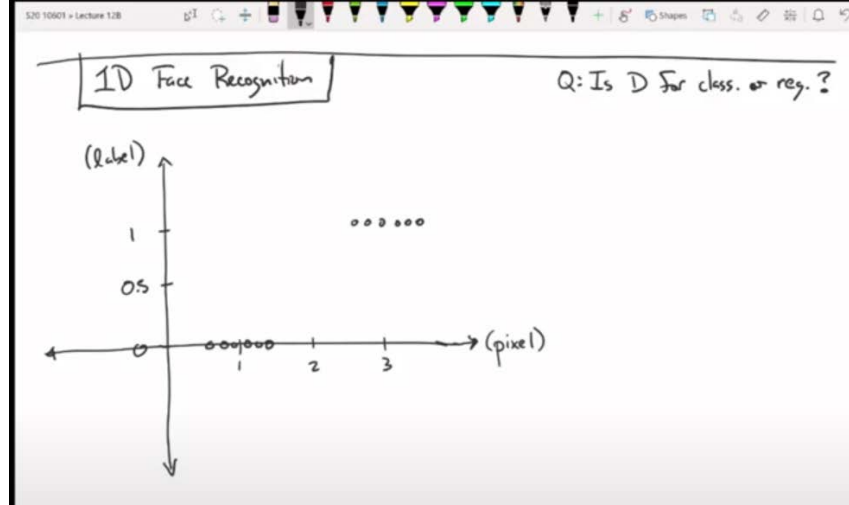 S20 10601 > Lecture 12B
Shapes
1D Face Recognition
Q: Is D for class. or reg.?
(label)
1
0.5
0
1 2 3
(pixel)